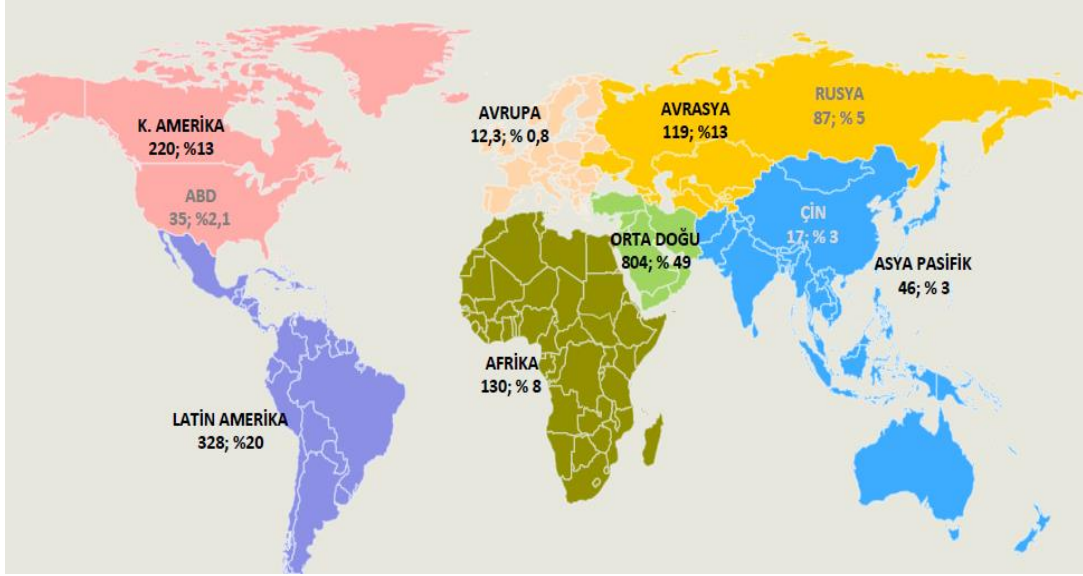 K. AMERİKA
220; %13
ABD
35; %2,1
LATİN AMERİKA
328; %20
AVRUPA
12,3; % 0,8
AFRİKA
130; % 8
ORTA DOĞU
804; % 49
AVRASYA
119; %13
RUSYA
87; % 5
ÇİN
17; % 3
ASYA PASİFİK
46; % 3